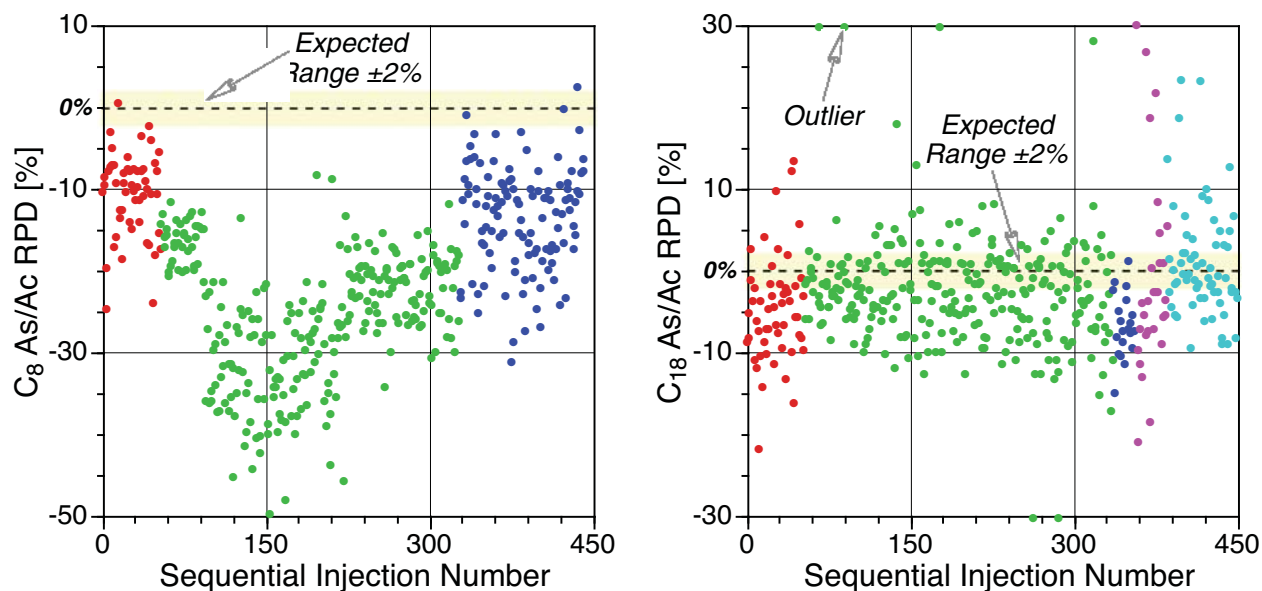 10
0%
-10
-30
-50
C8 As/Ac RPD [%]
Expected
Range ±2%
0
150
300
450
Sequential Injection Number
30
10
0%
-10
-30
C18 As/Ac RPD [%]
Outlier
Expected
Range ±2%
0
150
300
450
Sequential Injection Number